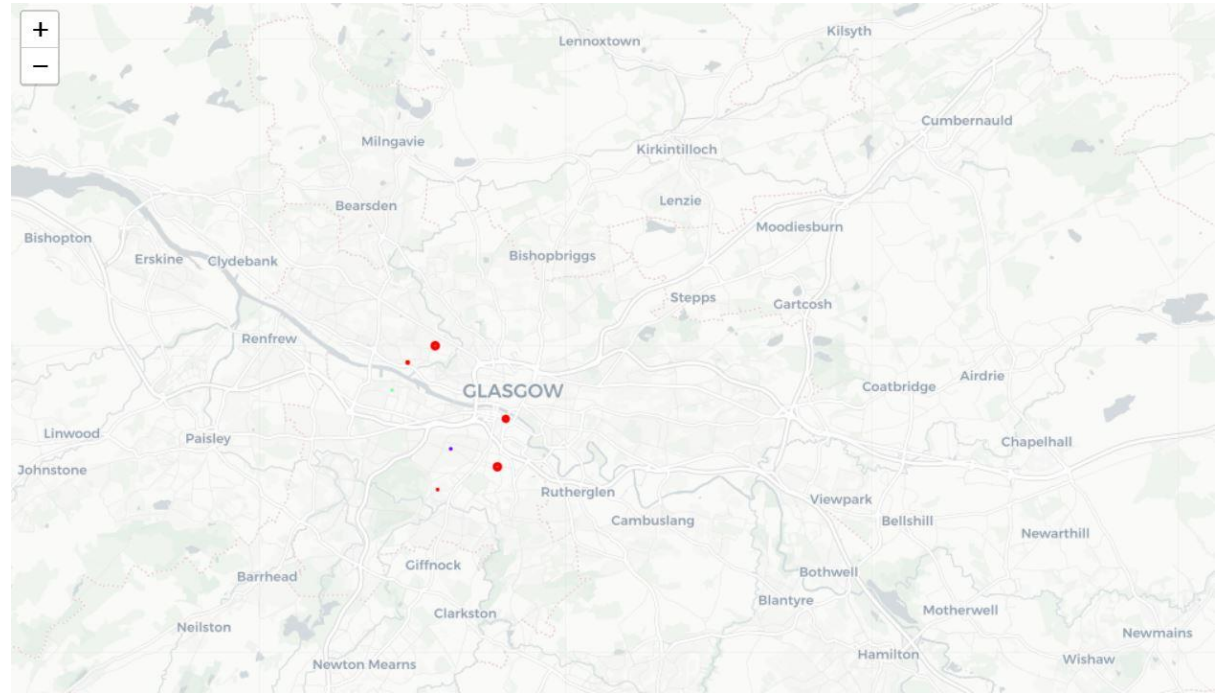 +
−
Lennoxtown
Kilsyth
Cumbernauld
Milngavie
Kirkintilloch
Lenzie
Bearsden
Moodiesburn
Bishopton
Erskine
Clydebank
Bishopbriggs
Stepps
Gartcosh
Renfrew
GLASGOW
Coatbridge
Airdrie
Linwood
Paisley
Chapelhall
Johnstone
Rutherglen
Viewpark
Cambuslang
Bellshill
Newarthill
Giffnock
Barrhead
Bothwell
Blantyre
Clarkston
Motherwell
Neilston
Newmains
Newton Mearns
Hamilton
Wishaw